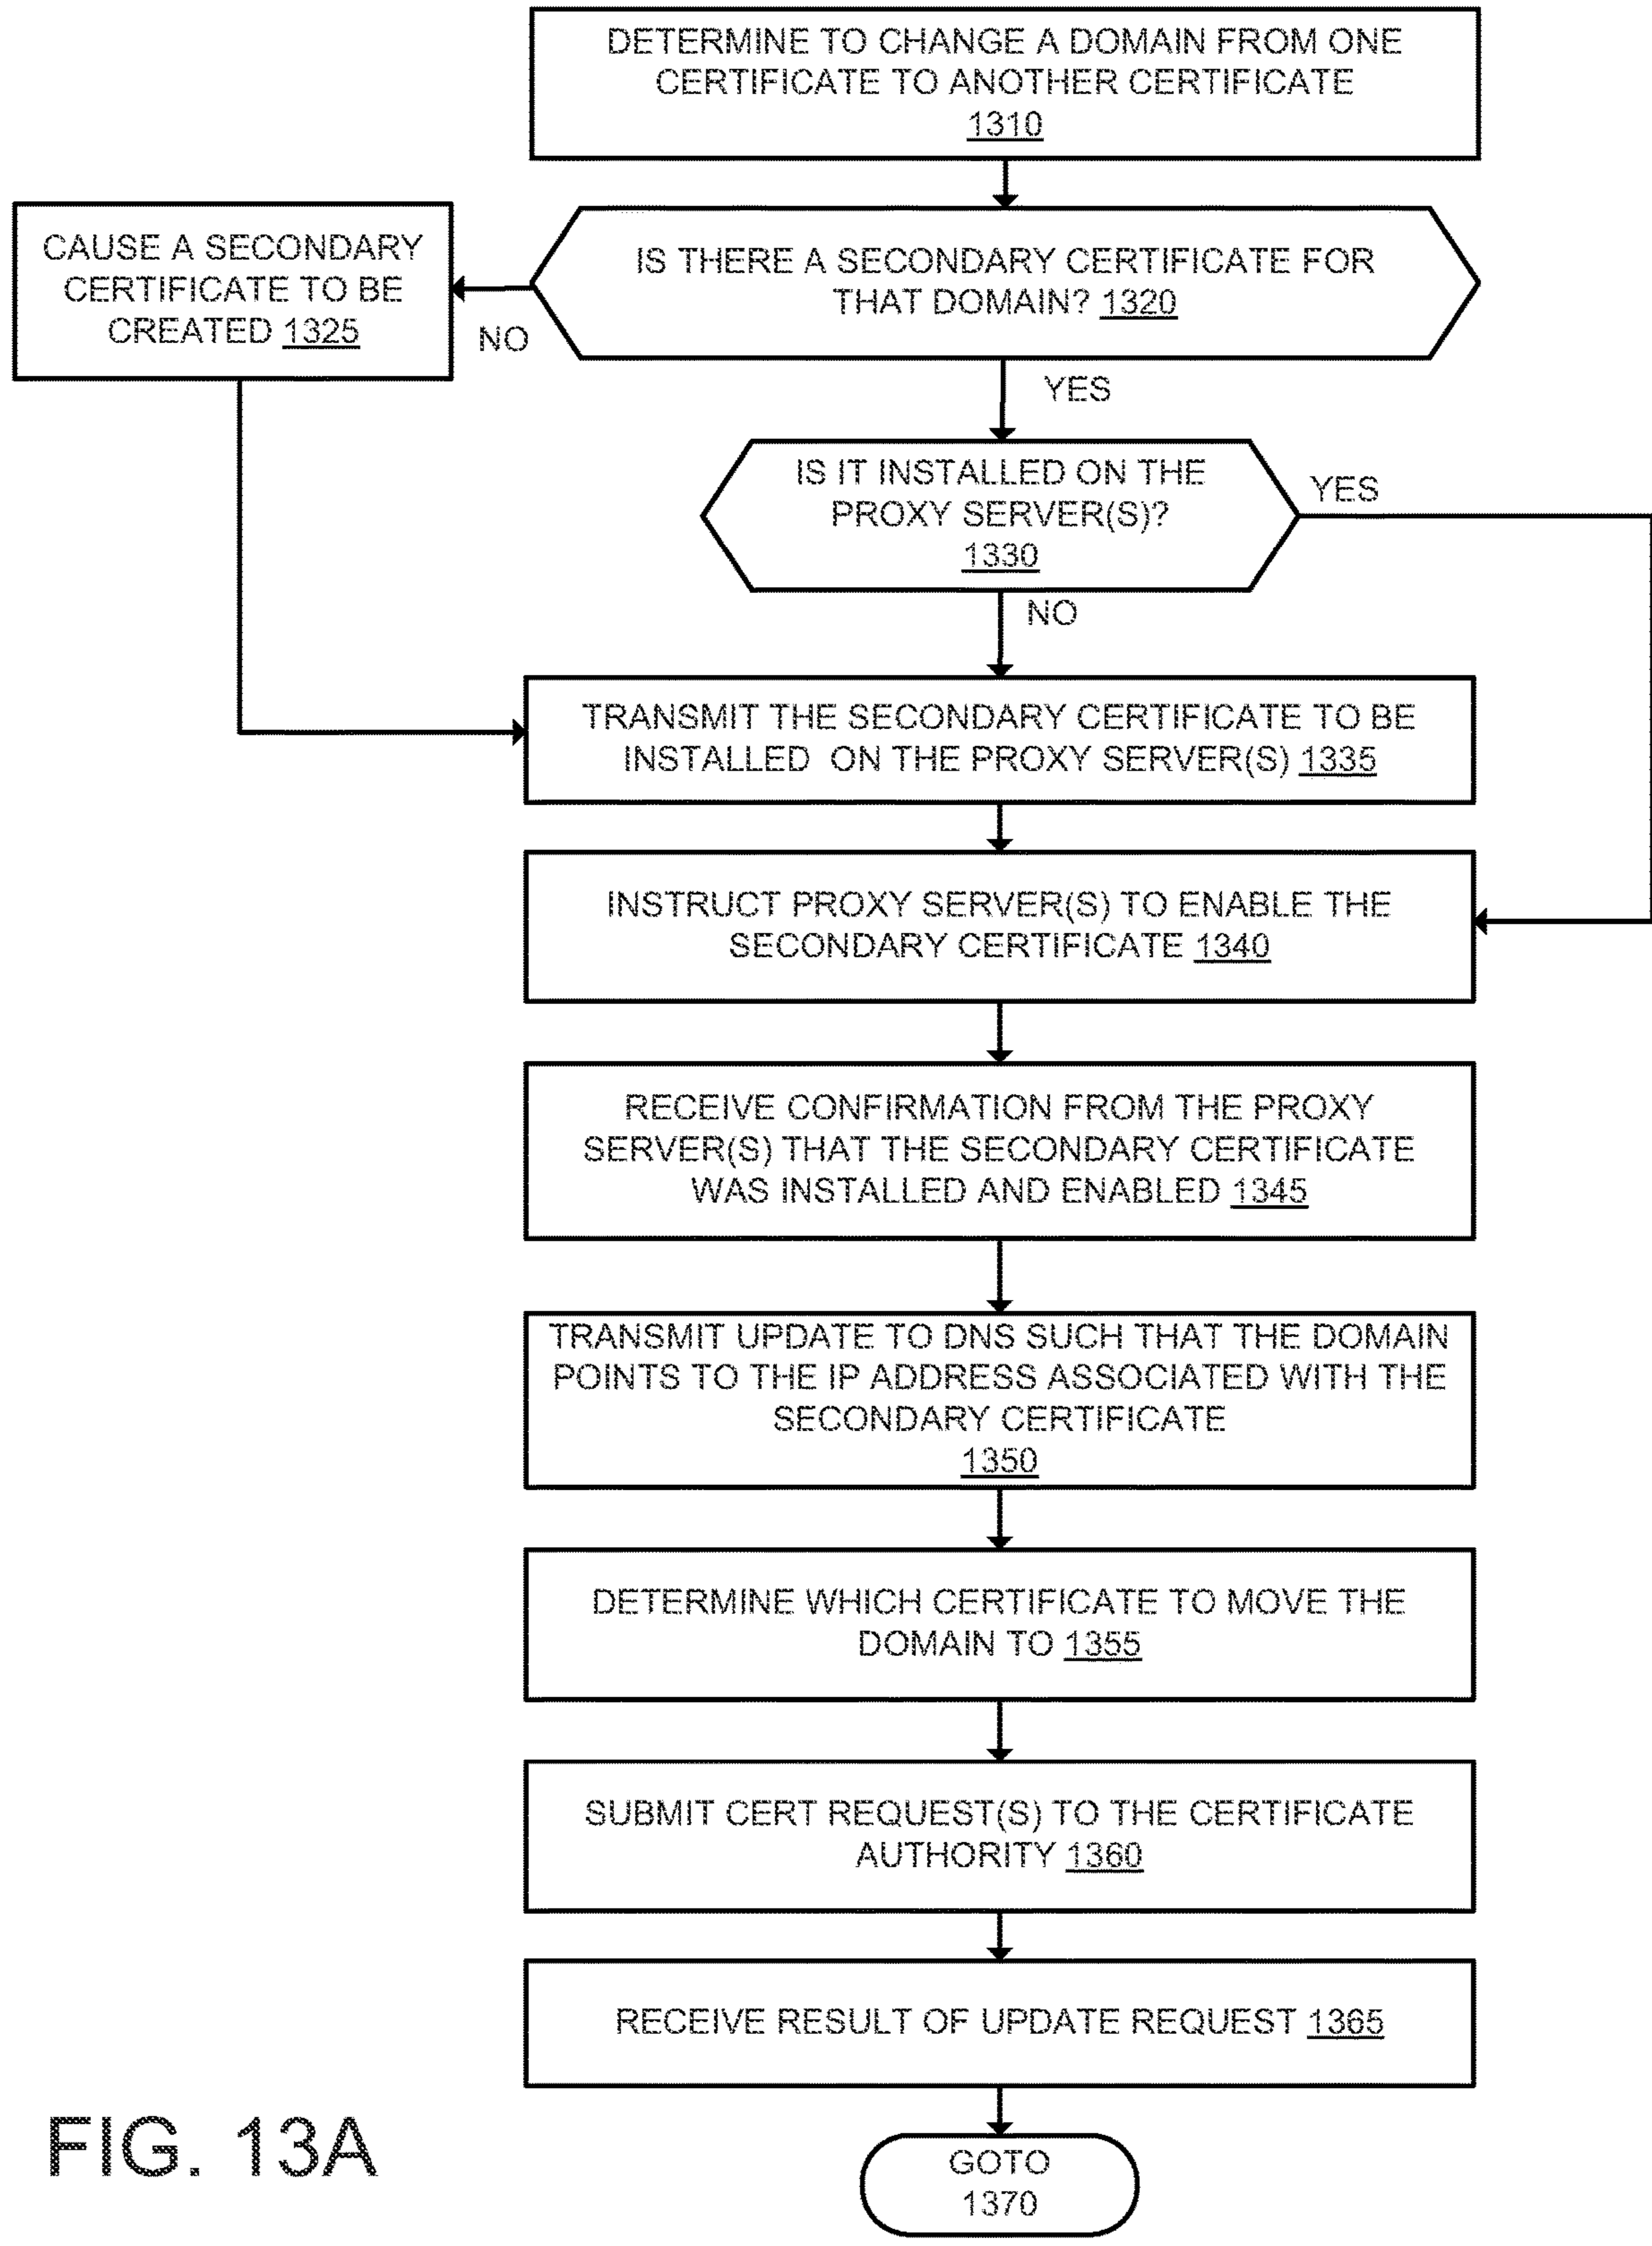 DETERMINE TO CHANGE A DOMAIN FROM ONE
CERTIFICATE TO ANOTHER CERTIFICATE
1310
CAUSE A SECONDARY
CERTIFICATE TO BE
CREATED 1325
NO
IS THERE A SECONDARY CERTIFICATE FOR
THAT DOMAIN? 1320
YES
IS IT INSTALLED ON THE
PROXY SERVER(S)?
1330
YES
NO
TRANSMIT THE SECONDARY CERTIFICATE TO BE
INSTALLED ON THE PROXY SERVER(S) 1335
INSTRUCT PROXY SERVER(S) TO ENABLE THE
SECONDARY CERTIFICATE 1340
RECEIVE CONFIRMATION FROM THE PROXY
SERVER(S) THAT THE SECONDARY CERTIFICATE
WAS INSTALLED AND ENABLED 1345
TRANSMIT UPDATE TO DNS SUCH THAT THE DOMAIN
POINTS TO THE IP ADDRESS ASSOCIATED WITH THE
SECONDARY CERTIFICATE
1350
DETERMINE WHICH CERTIFICATE TO MOVE THE
DOMAIN TO 1355
SUBMIT CERT REQUEST(S) TO THE CERTIFICATE
AUTHORITY 1360
RECEIVE RESULT OF UPDATE REQUEST 1365
GOTO
1370
FIG. 13A